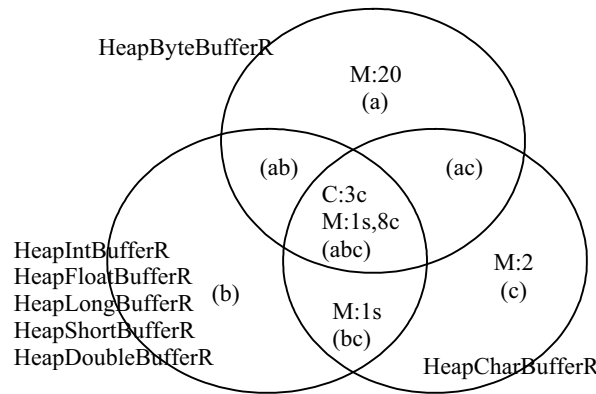 HeapByteBufferR
M:20
(a)
(ab)
(ac)
C:3c
M:1s,8c
(abc)
HeapIntBufferR
HeapFloatBufferR
HeapLongBufferR
HeapShortBufferR
HeapDoubleBufferR
(b)
M:2
(c)
M:1s
(bc)
HeapCharBufferR